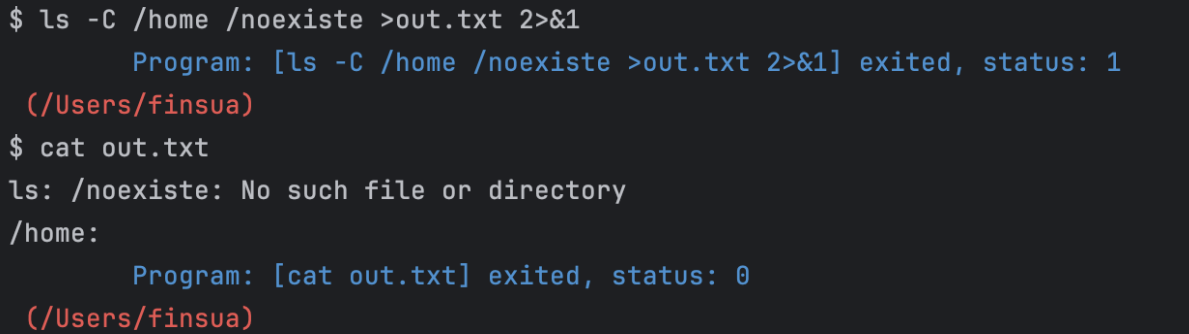 $ ls -C /home /noexiste >out.txt 2>&1
Program: [ls -C /home /noexiste >out.txt 2>&1] exited, status: 1
(/Users/finsua)
$ cat out.txt
ls: /noexiste: No such file or directory
/home:
Program: [cat out.txt] exited, status: 0
(/Users/finsua)